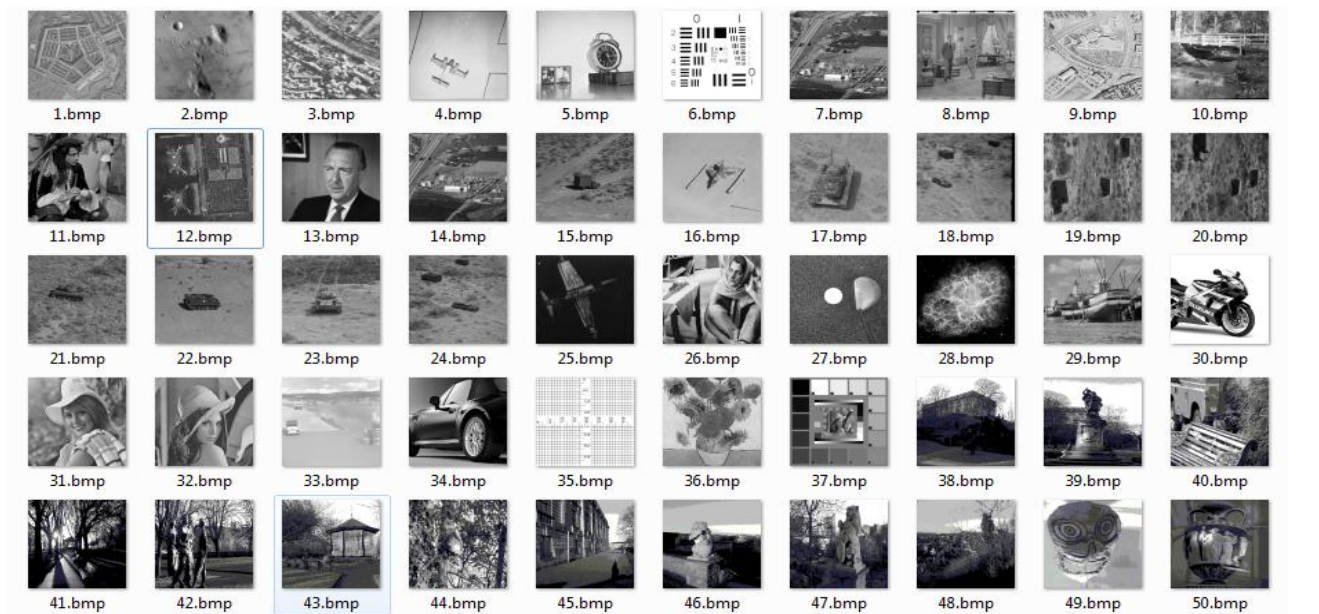 1.bmp 2.bmp 3.bmp 4.bmp 5.bmp 6.bmp 7.bmp 8.bmp 9.bmp 10.bmp
11.bmp 12.bmp 13.bmp 14.bmp 15.bmp 16.bmp 17.bmp 18.bmp 19.bmp 20.bmp
21.bmp 22.bmp 23.bmp 24.bmp 25.bmp 26.bmp 27.bmp 28.bmp 29.bmp 30.bmp
31.bmp 32.bmp 33.bmp 34.bmp 35.bmp 36.bmp 37.bmp 38.bmp 39.bmp 40.bmp
41.bmp 42.bmp 43.bmp 44.bmp 45.bmp 46.bmp 47.bmp 48.bmp 49.bmp 50.bmp